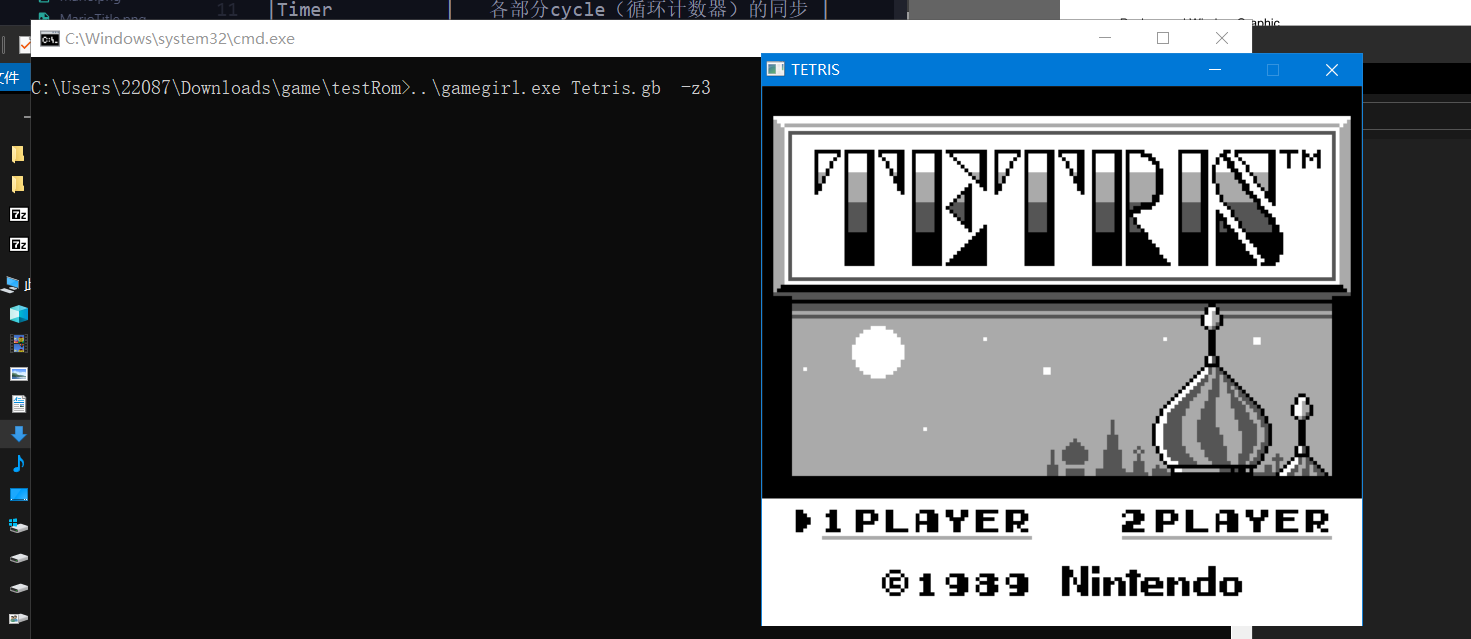 11 |Timer | 各部分cycle（循环计数器）的同步 |
C:\Windows\system32\cmd.exe
文件
C:\Users\22087\Downloads\game\testRom>..\gamegirl.exe Tetris.gb -z3
TETRIS
TETRIS™
1PLAYER 2PLAYER
©1989 Nintendo